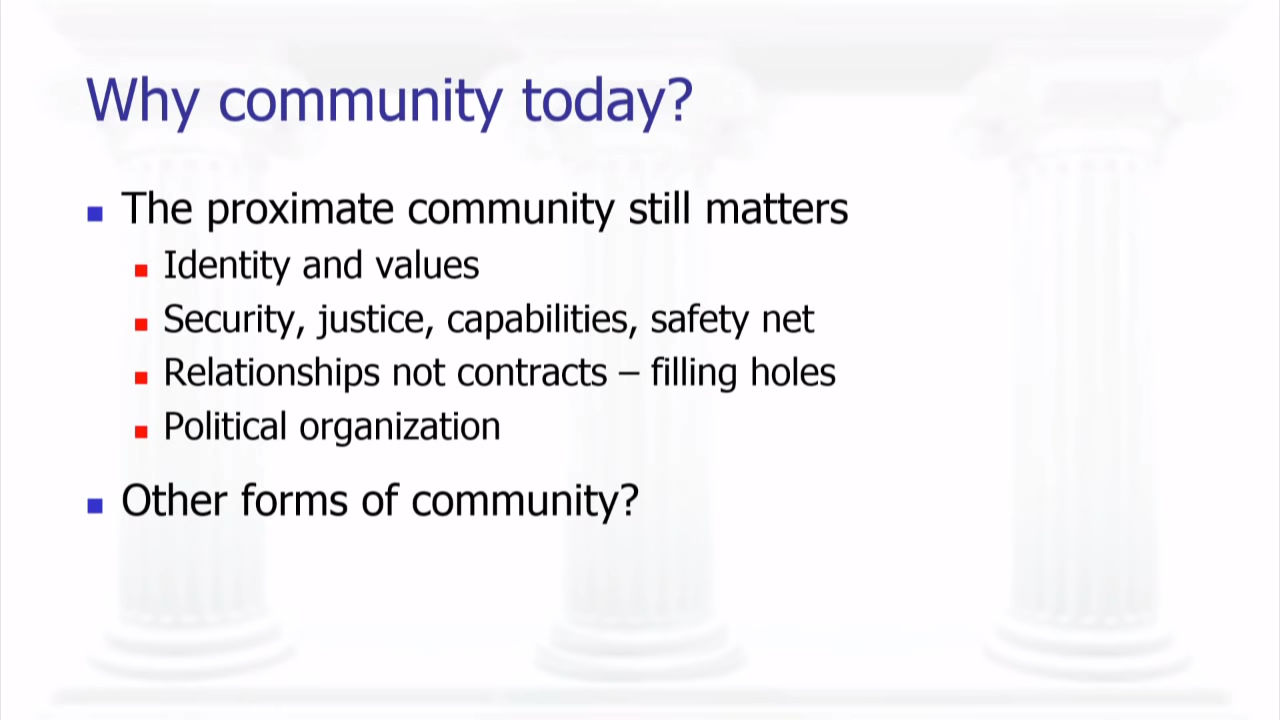 Why community today?
The proximate community still matters
Identity and values
Security, justice, capabilities, safety net
Relationships not contracts – filling holes
Political organization
Other forms of community?